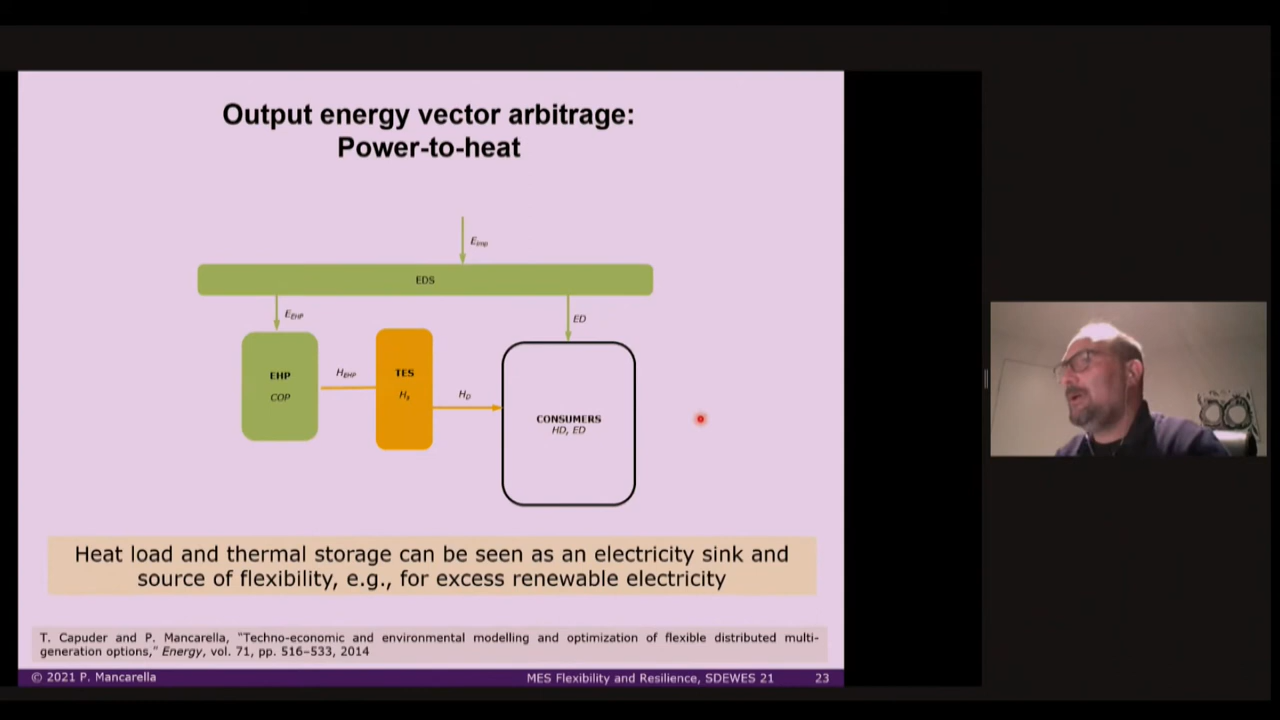 Output energy vector arbitrage:
Power-to-heat
E_imp
EDS
E_EHP
ED
EHP
COP
H_EHP
TES
H_s
H_D
CONSUMERS
HD, ED
Heat load and thermal storage can be seen as an electricity sink and
source of flexibility, e.g., for excess renewable electricity
T. Capuder and P. Mancarella, “Techno-economic and environmental modelling and optimization of flexible distributed multi-
generation options,” Energy, vol. 71, pp. 516–533, 2014
© 2021 P. Mancarella
MES Flexibility and Resilience, SDEWES 21
23